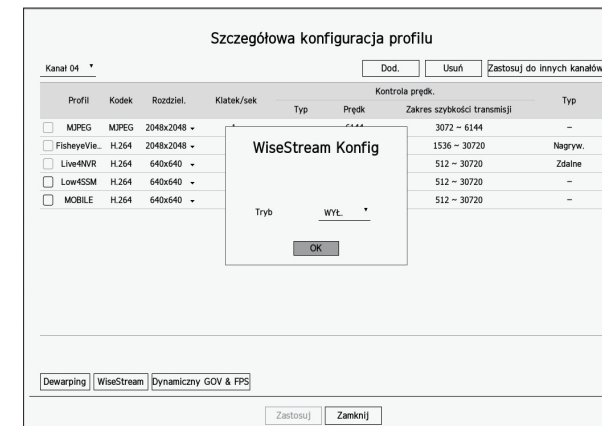 Szczegółowa konfiguracja profilu
Kanał 04
Dod. Usuń Zastosuj do innych kanałów
Profil Kodek Rozdziel. Klatek/sek Kontrola prędk. Typ
Typ Prędk Zakres szybkości transmisji
MJPEG MJPEG 2048x2048 3072 ~ 6144 –
FisheyeVie... H.264 2048x2048 1536 ~ 30720 Nagryw.
Live4NVR H.264 640x640 512 ~ 30720 Zdalne
Low4SSM H.264 640x640 512 ~ 30720 –
MOBILE H.264 640x640 512 ~ 30720 –
WiseStream Konfig
Tryb WYŁ.
OK
Dewarping WiseStream Dynamiczny GOV & FPS
Zastosuj Zamknij